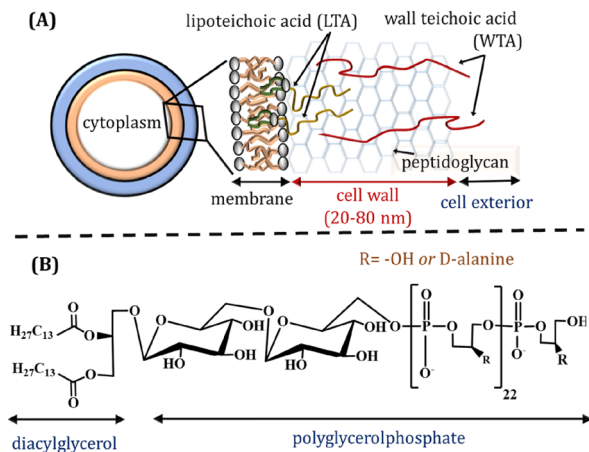 (A)
lipoteichoic acid (LTA)
wall teichoic acid
(WTA)
cytoplasm
peptidoglycan
membrane
cell wall
(20-80 nm)
cell exterior
(B)
R= -OH or D-alanine
H27C13
O
O
O
O
O
OH
HO
OH
O
O
OH
HO
OH
O
O
P
O-
O
R
O
O
P
O-
O
OH
R
22
H27C13
O
O
diacylglycerol
polyglycerolphosphate